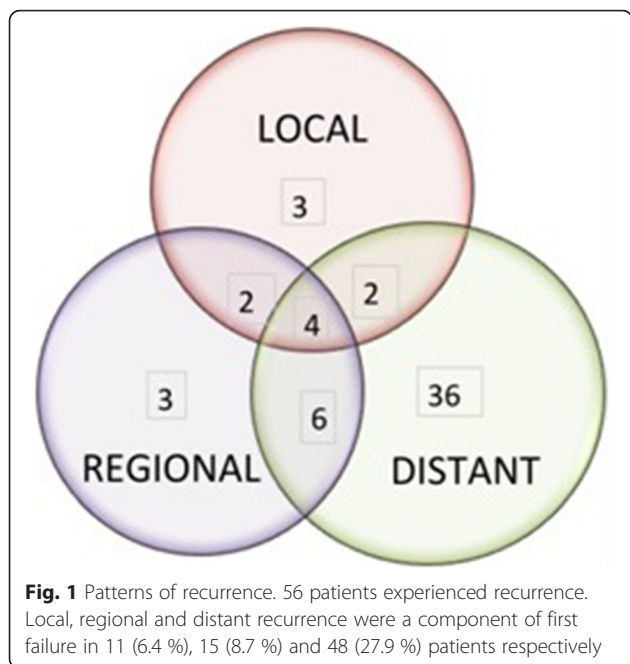 LOCAL
3
2
2
4
3
6
36
REGIONAL
DISTANT
Fig. 1 Patterns of recurrence. 56 patients experienced recurrence.
Local, regional and distant recurrence were a component of first
failure in 11 (6.4 %), 15 (8.7 %) and 48 (27.9 %) patients respectively